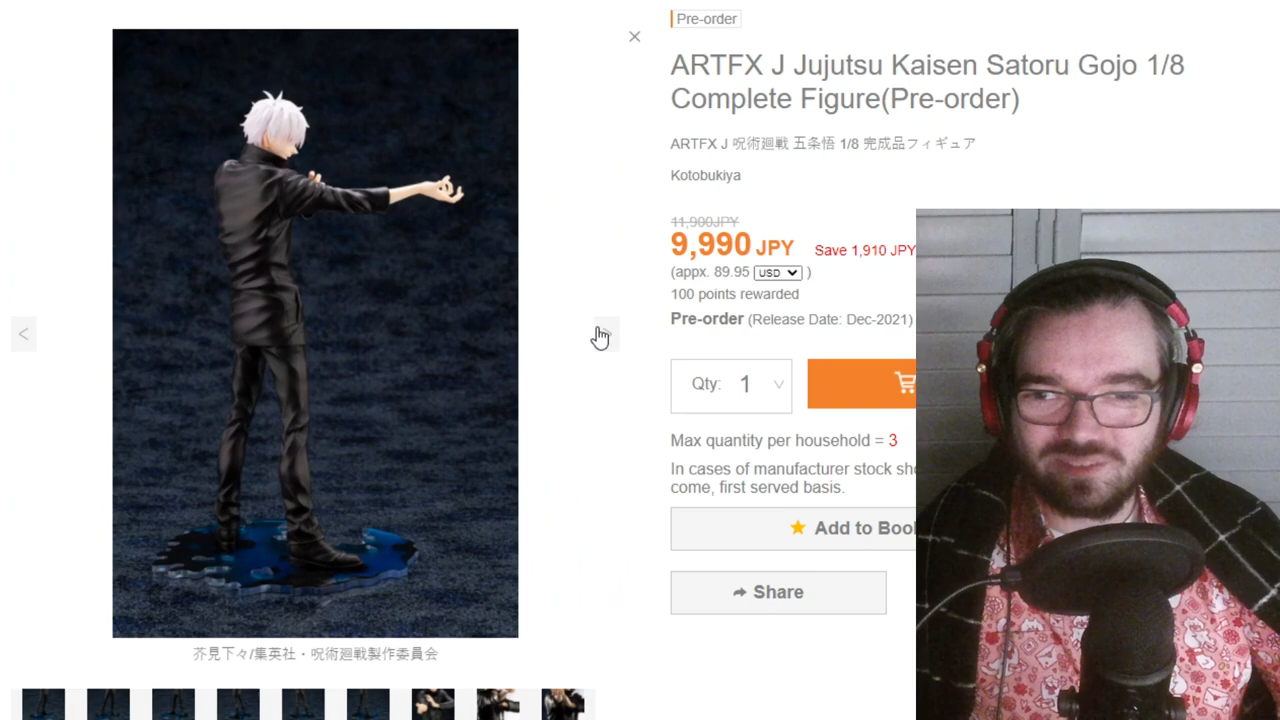 Pre-order
ARTFX J Jujutsu Kaisen Satoru Gojo 1/8
Complete Figure(Pre-order)
ARTFX J 呪術廻戦 五条悟 1/8 完成品フィギュア
Kotobukiya
11,900JPY
9,990 JPY Save 1,910 JPY
(appx. 89.95 USD )
100 points rewarded
Pre-order (Release Date: Dec-2021)
Qty: 1
Max quantity per household = 3
In cases of manufacturer stock sho
come, first served basis.
Add to Boo
Share
芥見下々/集英社・呪術廻戦製作委員会